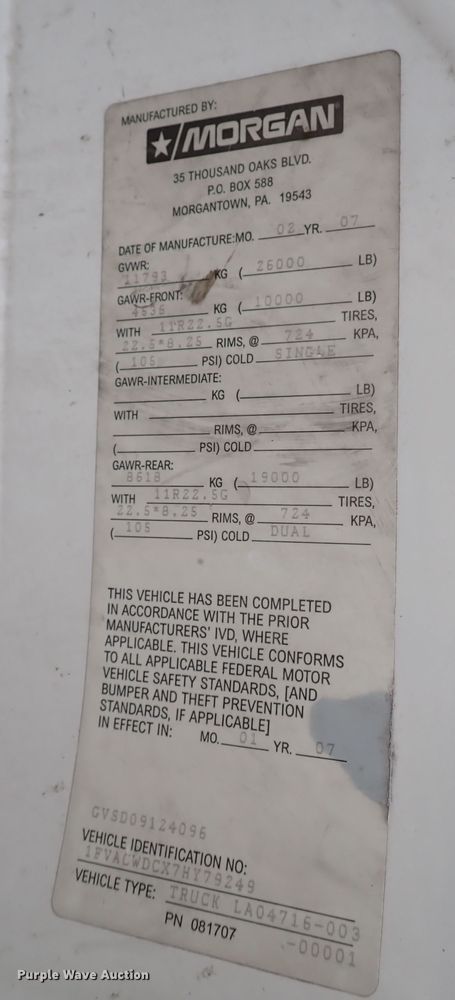 MANUFACTURED BY:
MORGAN
35 THOUSAND OAKS BLVD.
P.O. BOX 588
MORGANTOWN, PA. 19543
DATE OF MANUFACTURE: MO. 02 YR. 07
GVWR:
11793 KG (26000 LB)
GAWR-FRONT:
4536 KG (10000 LB)
WITH 11R22.5G TIRES,
22.5*8.25 RIMS, @ 724 KPA,
(105 PSI) COLD SINGLE
GAWR-INTERMEDIATE:
KG ( LB)
WITH TIRES,
RIMS, @ KPA,
( PSI) COLD
GAWR-REAR:
8618 KG (19000 LB)
WITH 11R22.5G TIRES,
22.5*8.25 RIMS, @ 724 KPA,
(105 PSI) COLD DUAL
THIS VEHICLE HAS BEEN COMPLETED
IN ACCORDANCE WITH THE PRIOR
MANUFACTURERS' IVD, WHERE
APPLICABLE. THIS VEHICLE CONFORMS
TO ALL APPLICABLE FEDERAL MOTOR
VEHICLE SAFETY STANDARDS, [AND
BUMPER AND THEFT PREVENTION
STANDARDS, IF APPLICABLE]
IN EFFECT IN: MO. 01 YR. 07
GVSD09124096
VEHICLE IDENTIFICATION NO:
1FVACWDCX7HY79249
VEHICLE TYPE: TRUCK LA04716-003
-00001
PN 081707
Purple Wave Auction